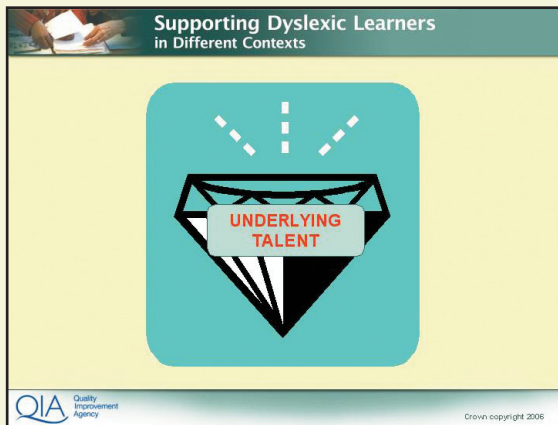 Supporting Dyslexic Learners
in Different Contexts
UNDERLYING
TALENT
QIA
Quality
Improvement
Agency
Crown copyright 2006